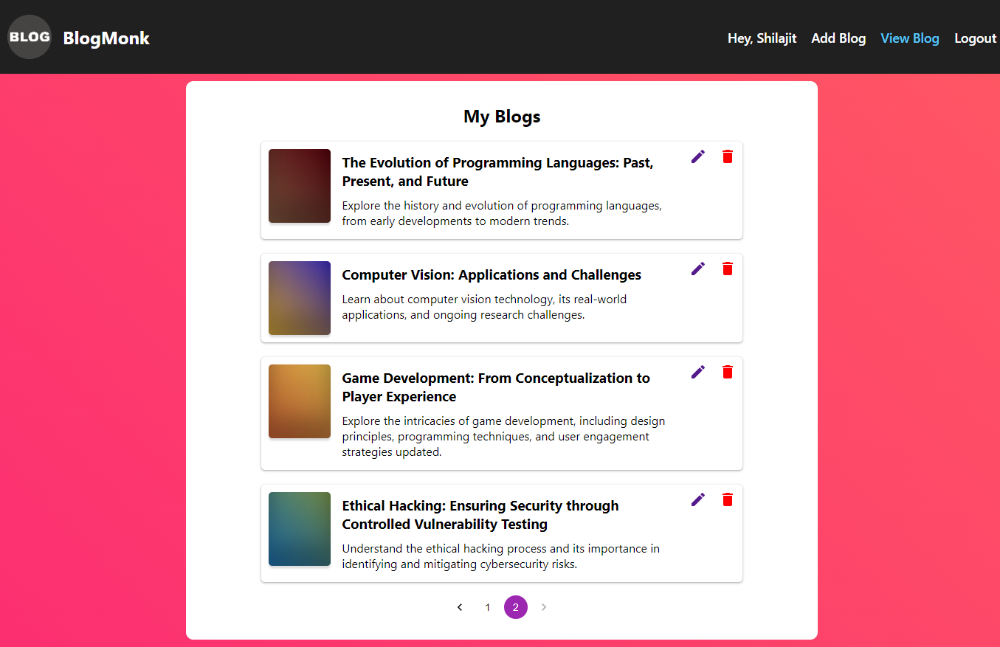 BLOG
BlogMonk
Hey, Shilajit
Add Blog
View Blog
Logout
My Blogs
The Evolution of Programming Languages: Past,
Present, and Future
Explore the history and evolution of programming languages,
from early developments to modern trends.
Computer Vision: Applications and Challenges
Learn about computer vision technology, its real-world
applications, and ongoing research challenges.
Game Development: From Conceptualization to
Player Experience
Explore the intricacies of game development, including design
principles, programming techniques, and user engagement
strategies updated.
Ethical Hacking: Ensuring Security through
Controlled Vulnerability Testing
Understand the ethical hacking process and its importance in
identifying and mitigating cybersecurity risks.
1 2